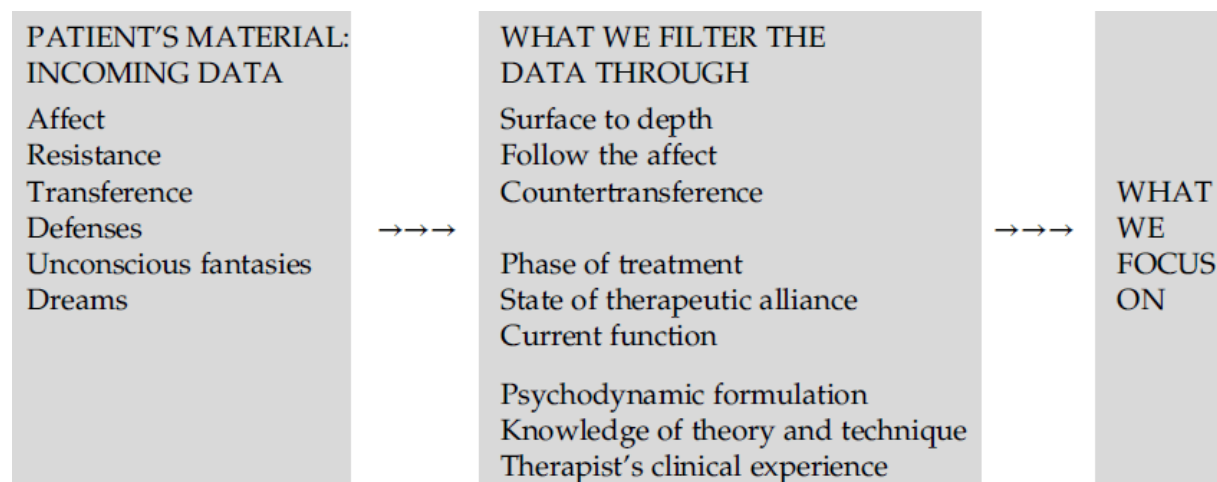 PATIENT'S MATERIAL:
INCOMING DATA
Affect
Resistance
Transference
Defenses
Unconscious fantasies
Dreams
→→→
WHAT WE FILTER THE
DATA THROUGH
Surface to depth
Follow the affect
Countertransference
Phase of treatment
State of therapeutic alliance
Current function
Psychodynamic formulation
Knowledge of theory and technique
Therapist's clinical experience
→→→
WHAT
WE
FOCUS
ON